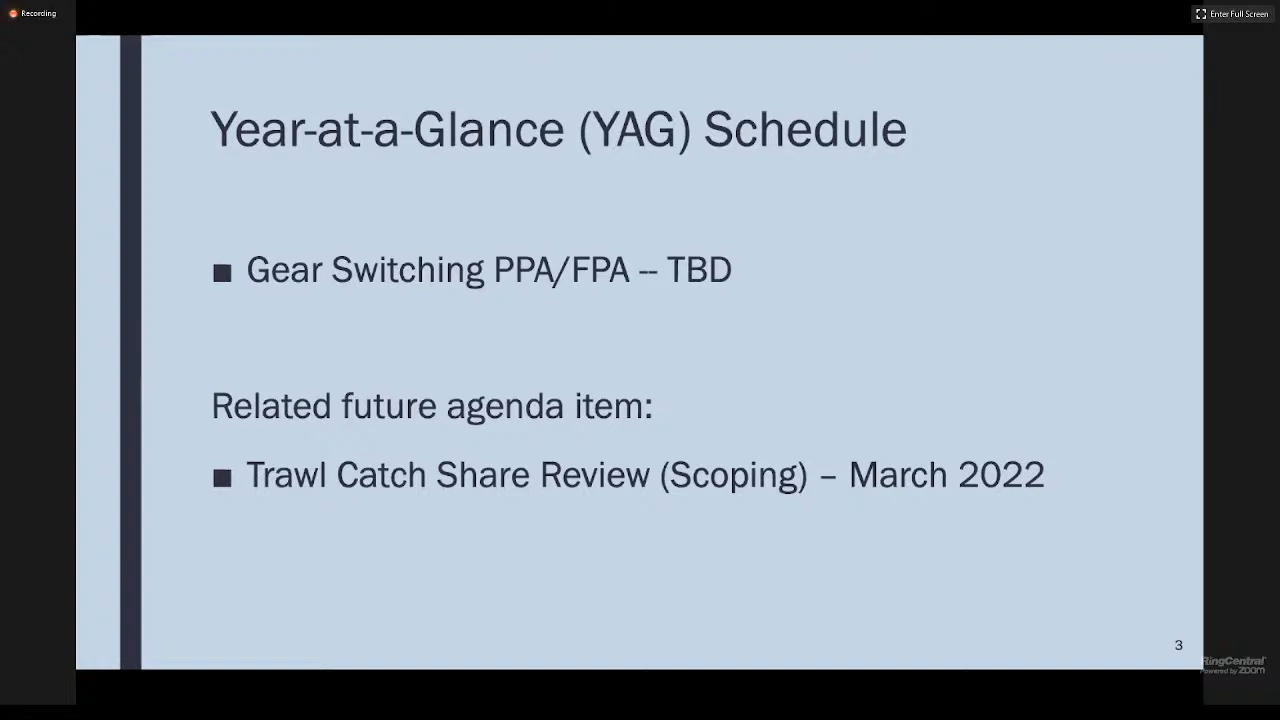 Recording
Enter Full Screen
Year-at-a-Glance (YAG) Schedule
■ Gear Switching PPA/FPA -- TBD
Related future agenda item:
■ Trawl Catch Share Review (Scoping) – March 2022
3
RingCentral
Powered by zoom